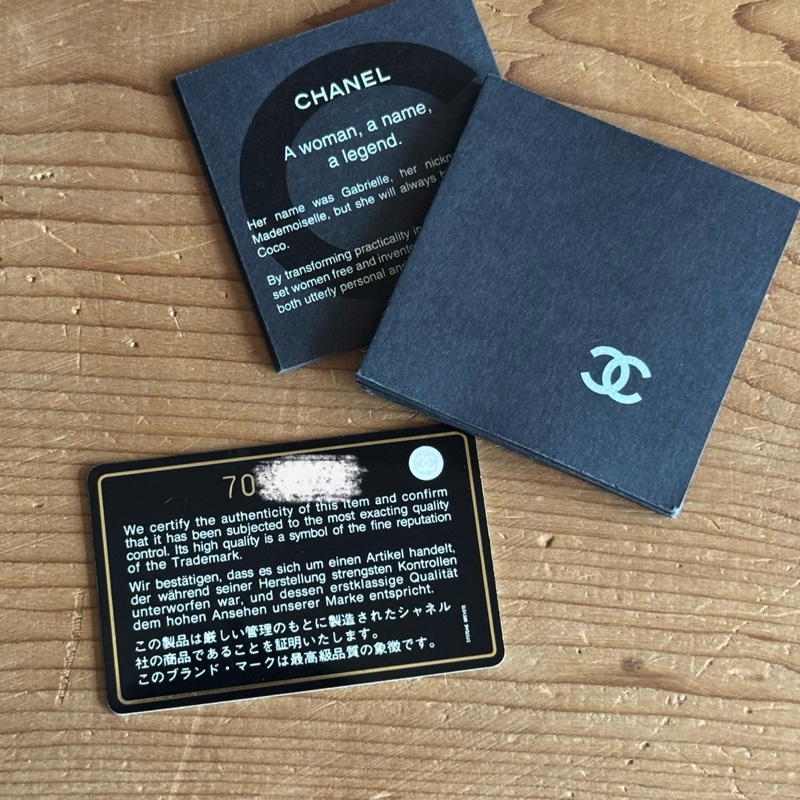 CHANEL
A woman, a name,
a legend.
Her name was Gabrielle, her
Mademoiselle, but she will always
Coco.
By transforming practicality
set women free and
both utterly personal
70
We certify the authenticity of this item and confirm
that it has been subjected to the most exacting quality
control. Its high quality is a symbol of the fine reputation
of the Trademark.
Wir bestätigen, dass es sich um einen Artikel handelt,
der während seiner Herstellung strengsten Kontrollen
unterworfen war, und dessen erstklassige Qualität
dem hohen Ansehen unserer Marke entspricht.
この製品は厳しい管理のもとに製造されたシャネル
社の商品であることを証明いたします。
このブランド・マークは最高級品質の象徴です。